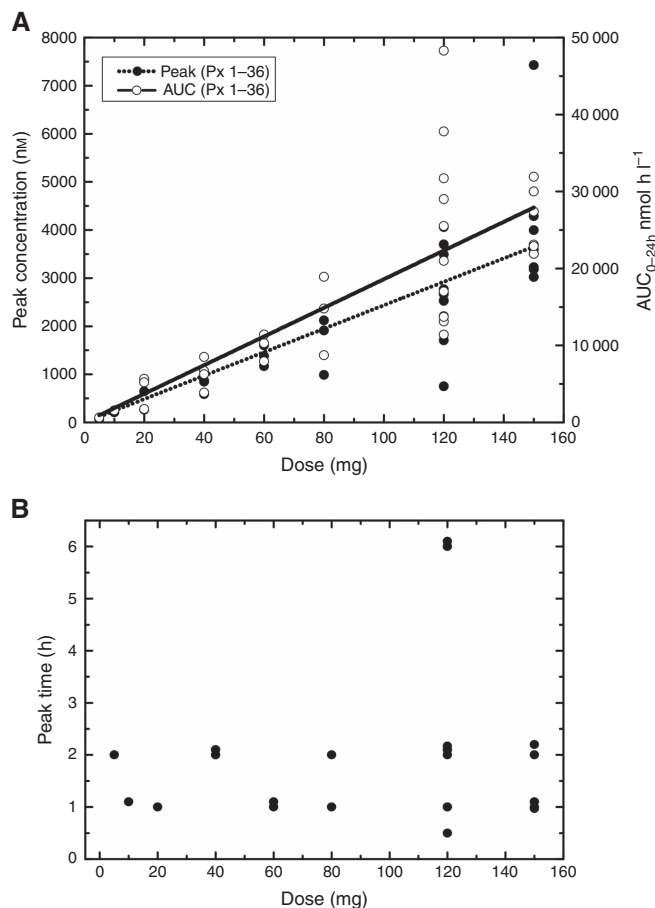 A
8000
7000
6000
5000
4000
3000
2000
1000
0
Peak concentration (nM)
Peak (Px 1–36)
AUC (Px 1–36)
50 000
40 000
30 000
20 000
10 000
0
AUC0–24h nmol h l–1
0 20 40 60 80 100 120 140 160
Dose (mg)
B
6
5
4
3
2
1
0
Peak time (h)
0 20 40 60 80 100 120 140 160
Dose (mg)